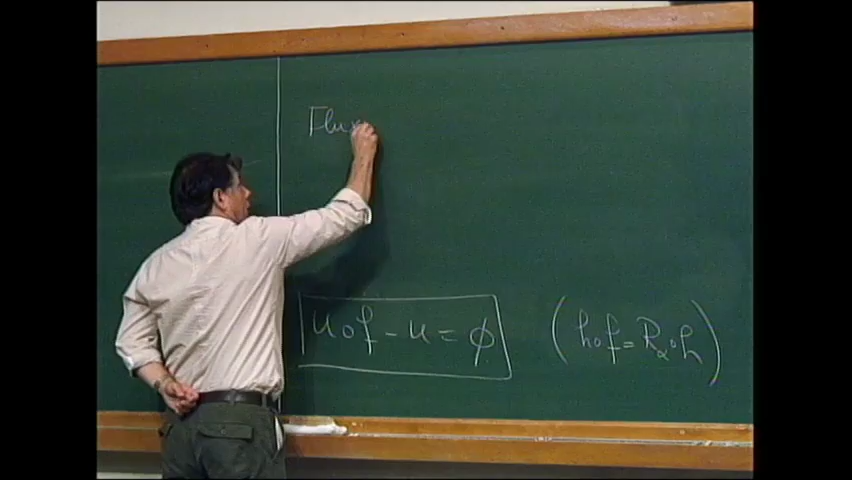 Flux
u∘f - u = φ
(h∘f = R_α∘h)